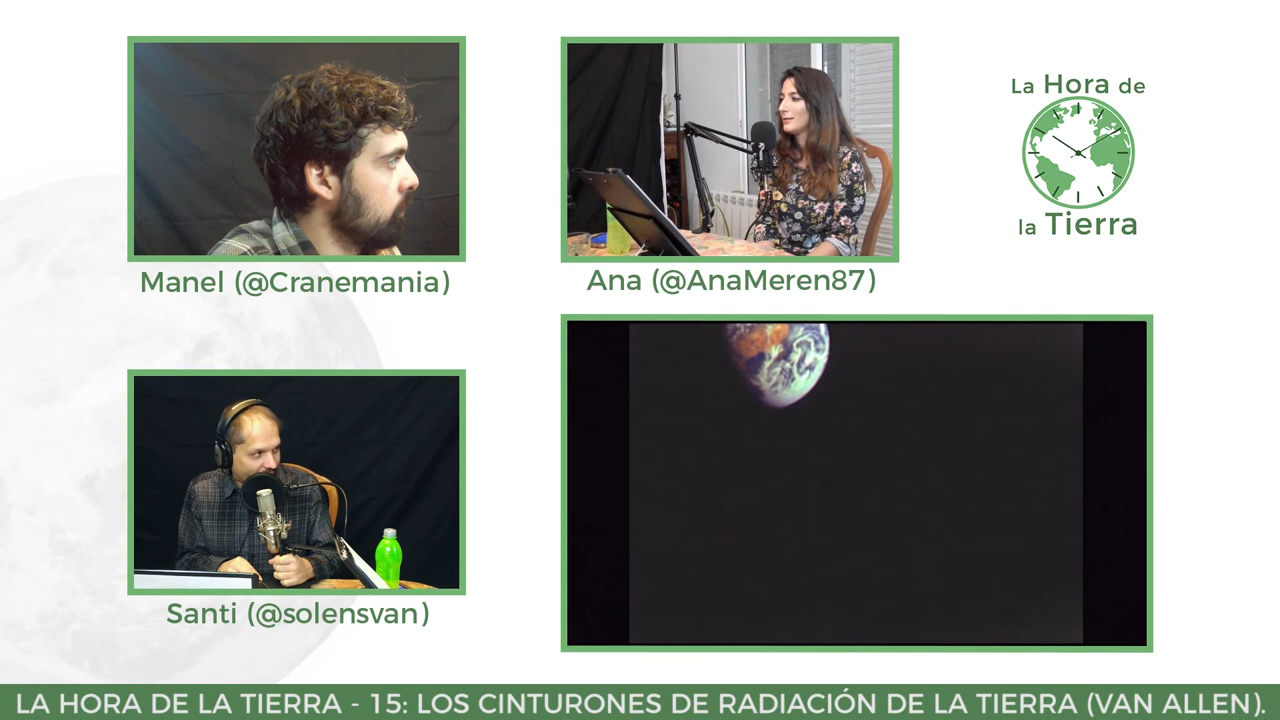 La Hora de
la Tierra
Manel (@Cranemania)
Ana (@AnaMeren87)
Santi (@solensvan)
LA HORA DE LA TIERRA - 15: LOS CINTURONES DE RADIACIÓN DE LA TIERRA (VAN ALLEN).